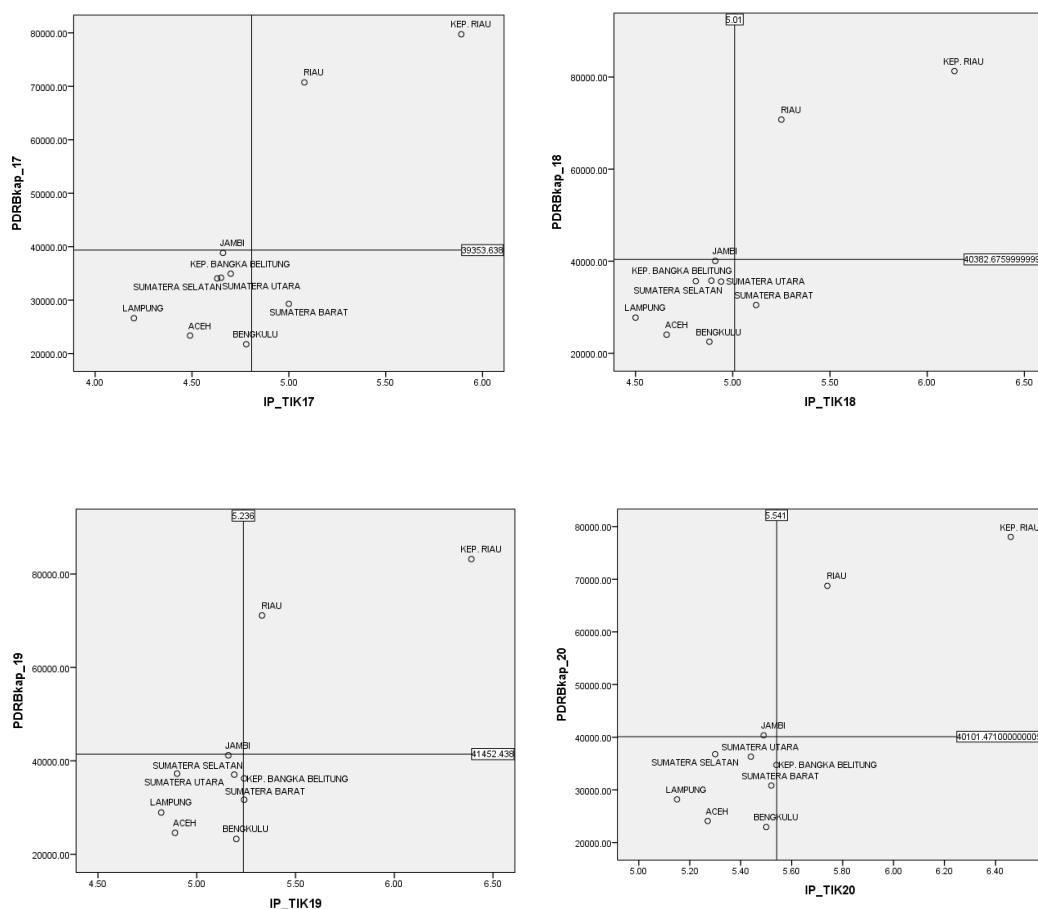 KEP. RIAU
80000.00
RIAU
70000.00
60000.00
50000.00
JAMBI
40000.00
39353.638
KEP. BANGKA BELITUNG
SUMATERA SELATAN
SUMATERA UTARA
30000.00
SUMATERA BARAT
LAMPUNG
ACEH
BENGKULU
20000.00
4.00 4.50 5.00 5.50 6.00
IP_TIK17
PDRBkap_17
5.01
KEP. RIAU
80000.00
RIAU
60000.00
JAMBI
40000.00
40382.6759999999
KEP. BANGKA BELITUNG
SUMATERA UTARA
SUMATERA SELATAN
SUMATERA BARAT
LAMPUNG
ACEH
BENGKULU
20000.00
4.50 5.00 5.50 6.00 6.50
IP_TIK18
PDRBkap_18
5.236
KEP. RIAU
80000.00
RIAU
60000.00
JAMBI
41452.438
40000.00
SUMATERA SELATAN
SUMATERA UTARA
KEP. BANGKA BELITUNG
SUMATERA BARAT
LAMPUNG
ACEH
BENGKULU
20000.00
4.50 5.00 5.50 6.00 6.50
IP_TIK19
PDRBkap_19
5.541
KEP. RIAU
80000.00
RIAU
70000.00
60000.00
50000.00
JAMBI
40000.00
40101.4710000000
SUMATERA UTARA
SUMATERA SELATAN
KEP. BANGKA BELITUNG
SUMATERA BARAT
30000.00
LAMPUNG
ACEH
BENGKULU
20000.00
5.00 5.20 5.40 5.60 5.80 6.00 6.20 6.40
IP_TIK20
PDRBkap_20